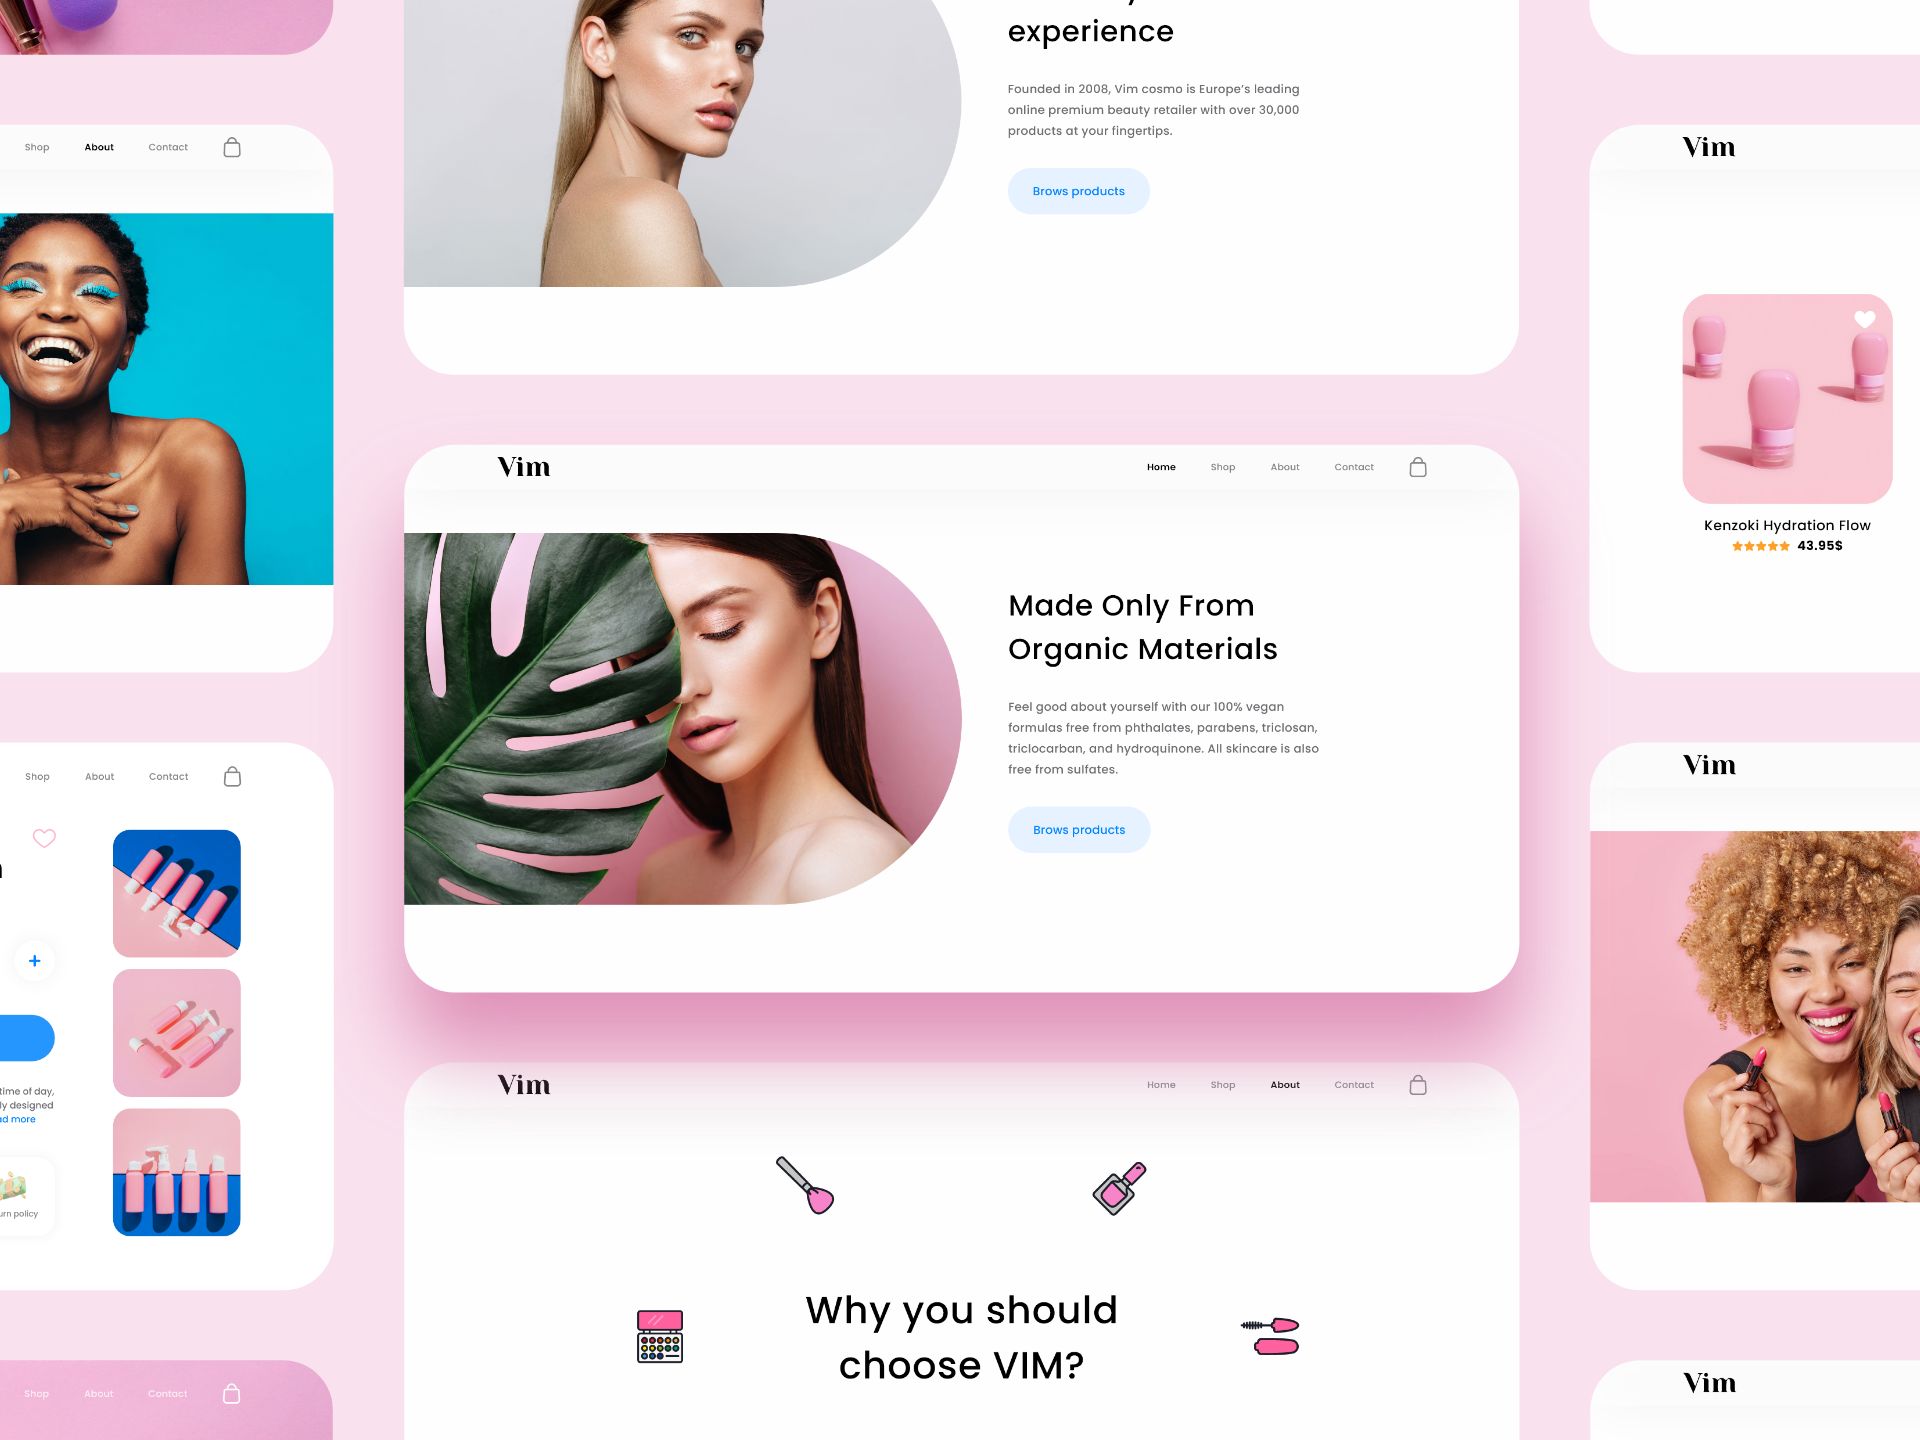 experience
Founded in 2008, Vim cosmo is Europe's leading
online premium beauty retailer with over 30,000
products at your fingertips.
Brows products
Shop About Contact
Vim
Kenzoki Hydration Flow
43.95$
Vim
Home Shop About Contact
Made Only From
Organic Materials
Feel good about yourself with our 100% vegan
formulas free from phthalates, parabens, triclosan,
triclocarban, and hydroquinone. All skincare is also
free from sulfates.
Brows products
Shop About Contact
+
time of day,
ly designed
ad more
urn policy
Vim
Vim
Home Shop About Contact
Why you should
choose VIM?
Shop About Contact
Vim